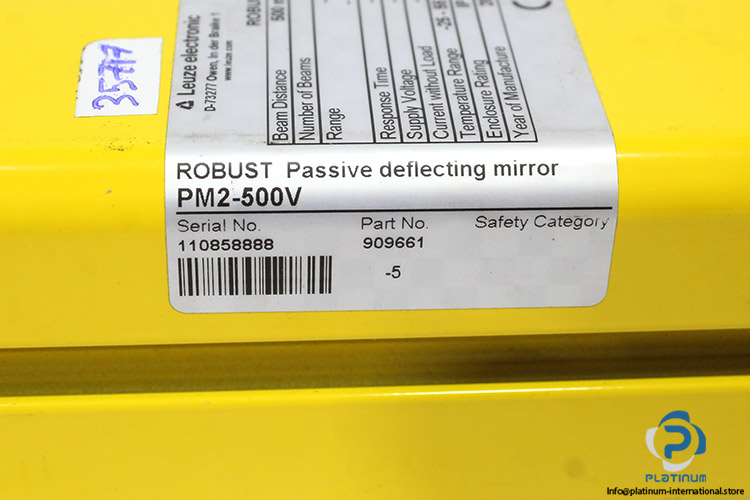 35717
Leuze electronic
D-73277 Owen, In der Braike 1
www.leuze.com
Beam Distance
Number of Beams
Range
Response Time
Supply Voltage
Current without Load
Temperature Range
Enclosure Rating
Year of Manufacture
ROBUST Passive deflecting mirror
PM2-500V
Serial No. Part No. Safety Category
110858888 909661
-5
PLATINUM
Info@platinum-international.store